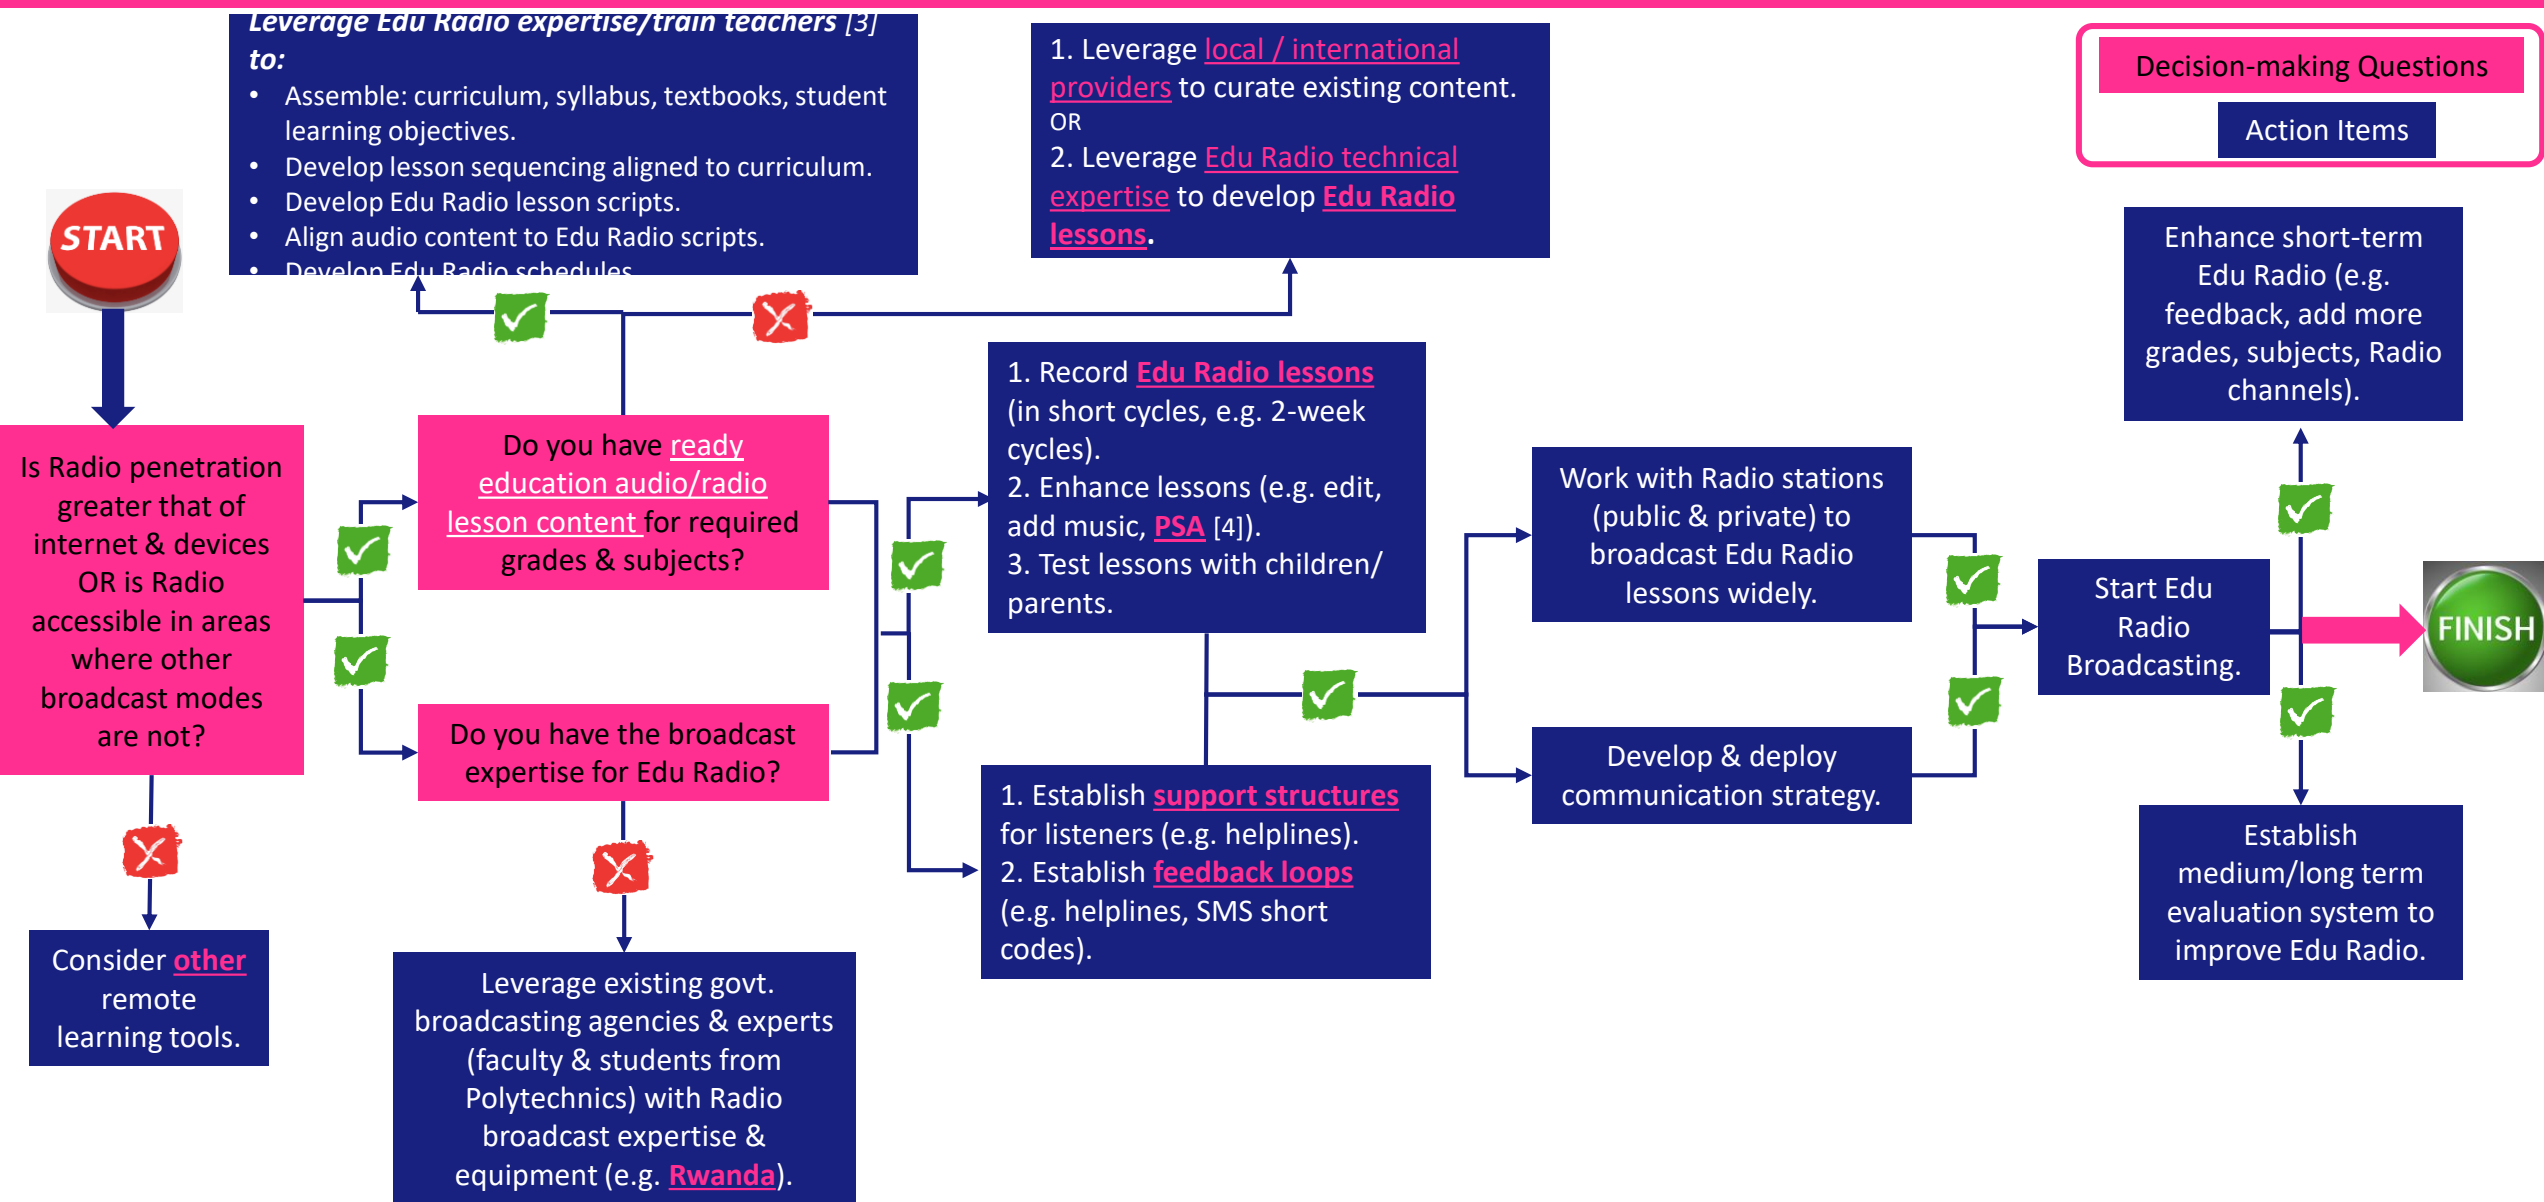 Leverage Edu Radio expertise/train teachers [3]
to:
• Assemble: curriculum, syllabus, textbooks, student
learning objectives.
• Develop lesson sequencing aligned to curriculum.
• Develop Edu Radio lesson scripts.
• Align audio content to Edu Radio scripts.
• Develop Edu Radio schedules
1. Leverage local / international
providers to curate existing content.
OR
2. Leverage Edu Radio technical
expertise to develop Edu Radio
lessons.
Decision-making Questions
Action Items
START
Is Radio penetration
greater that of
internet & devices
OR is Radio
accessible in areas
where other
broadcast modes
are not?
Consider other
remote
learning tools.
Do you have ready
education audio/radio
lesson content for required
grades & subjects?
Do you have the broadcast
expertise for Edu Radio?
Leverage existing govt.
broadcasting agencies & experts
(faculty & students from
Polytechnics) with Radio
broadcast expertise &
equipment (e.g. Rwanda).
1. Record Edu Radio lessons
(in short cycles, e.g. 2-week
cycles).
2. Enhance lessons (e.g. edit,
add music, PSA [4]).
3. Test lessons with children/
parents.
1. Establish support structures
for listeners (e.g. helplines).
2. Establish feedback loops
(e.g. helplines, SMS short
codes).
Work with Radio stations
(public & private) to
broadcast Edu Radio
lessons widely.
Develop & deploy
communication strategy.
Start Edu
Radio
Broadcasting.
Enhance short-term
Edu Radio (e.g.
feedback, add more
grades, subjects, Radio
channels).
FINISH
Establish
medium/long term
evaluation system to
improve Edu Radio.